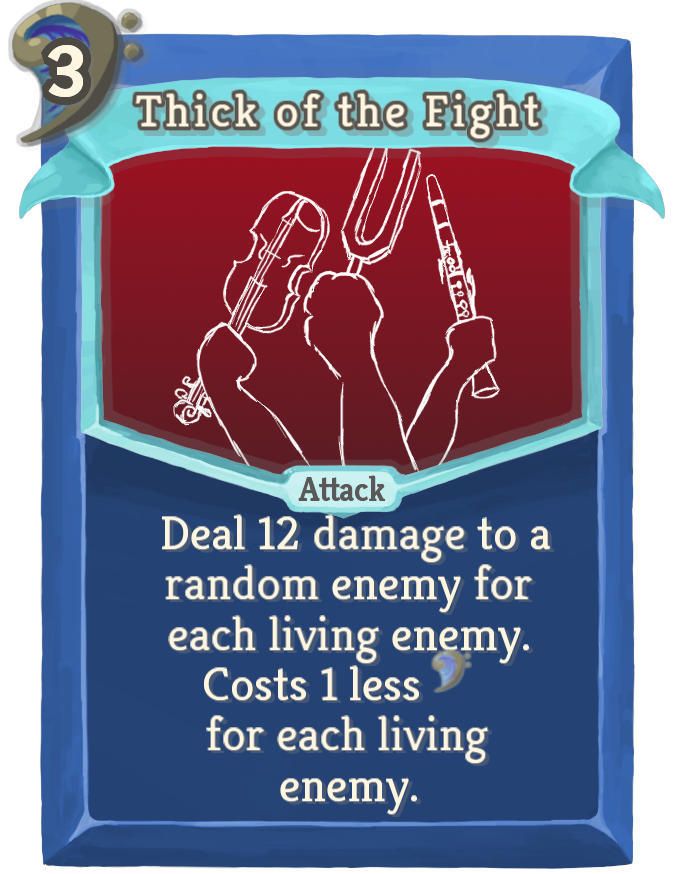 3
Thick of the Fight
Attack
Deal 12 damage to a
random enemy for
each living enemy.
Costs 1 less
for each living
enemy.